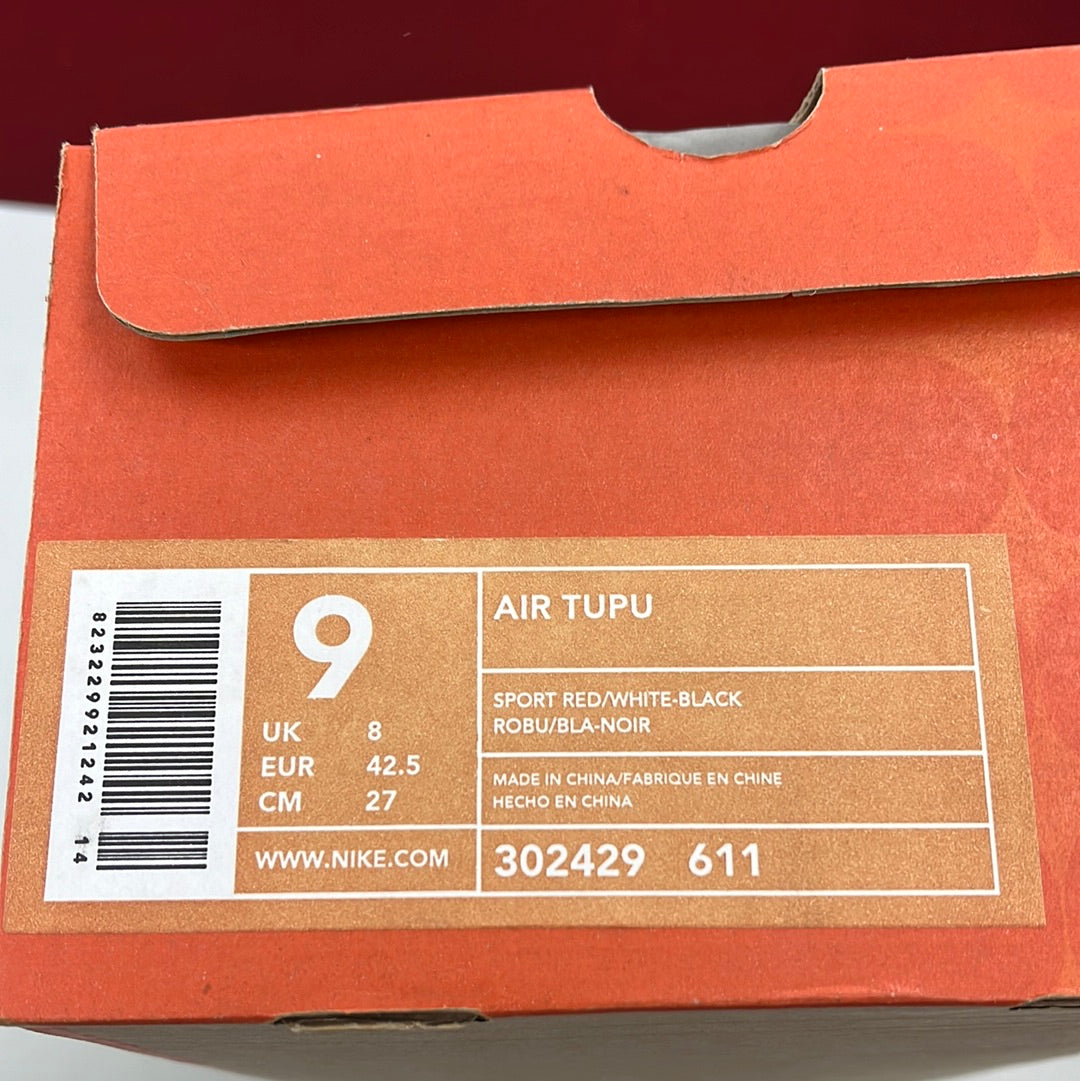 823229921242 14
9
UK 8
EUR 42.5
CM 27
WWW.NIKE.COM
AIR TUPU
SPORT RED/WHITE-BLACK
ROBU/BLA-NOIR
MADE IN CHINA/FABRIQUE EN CHINE
HECHO EN CHINA
302429 611